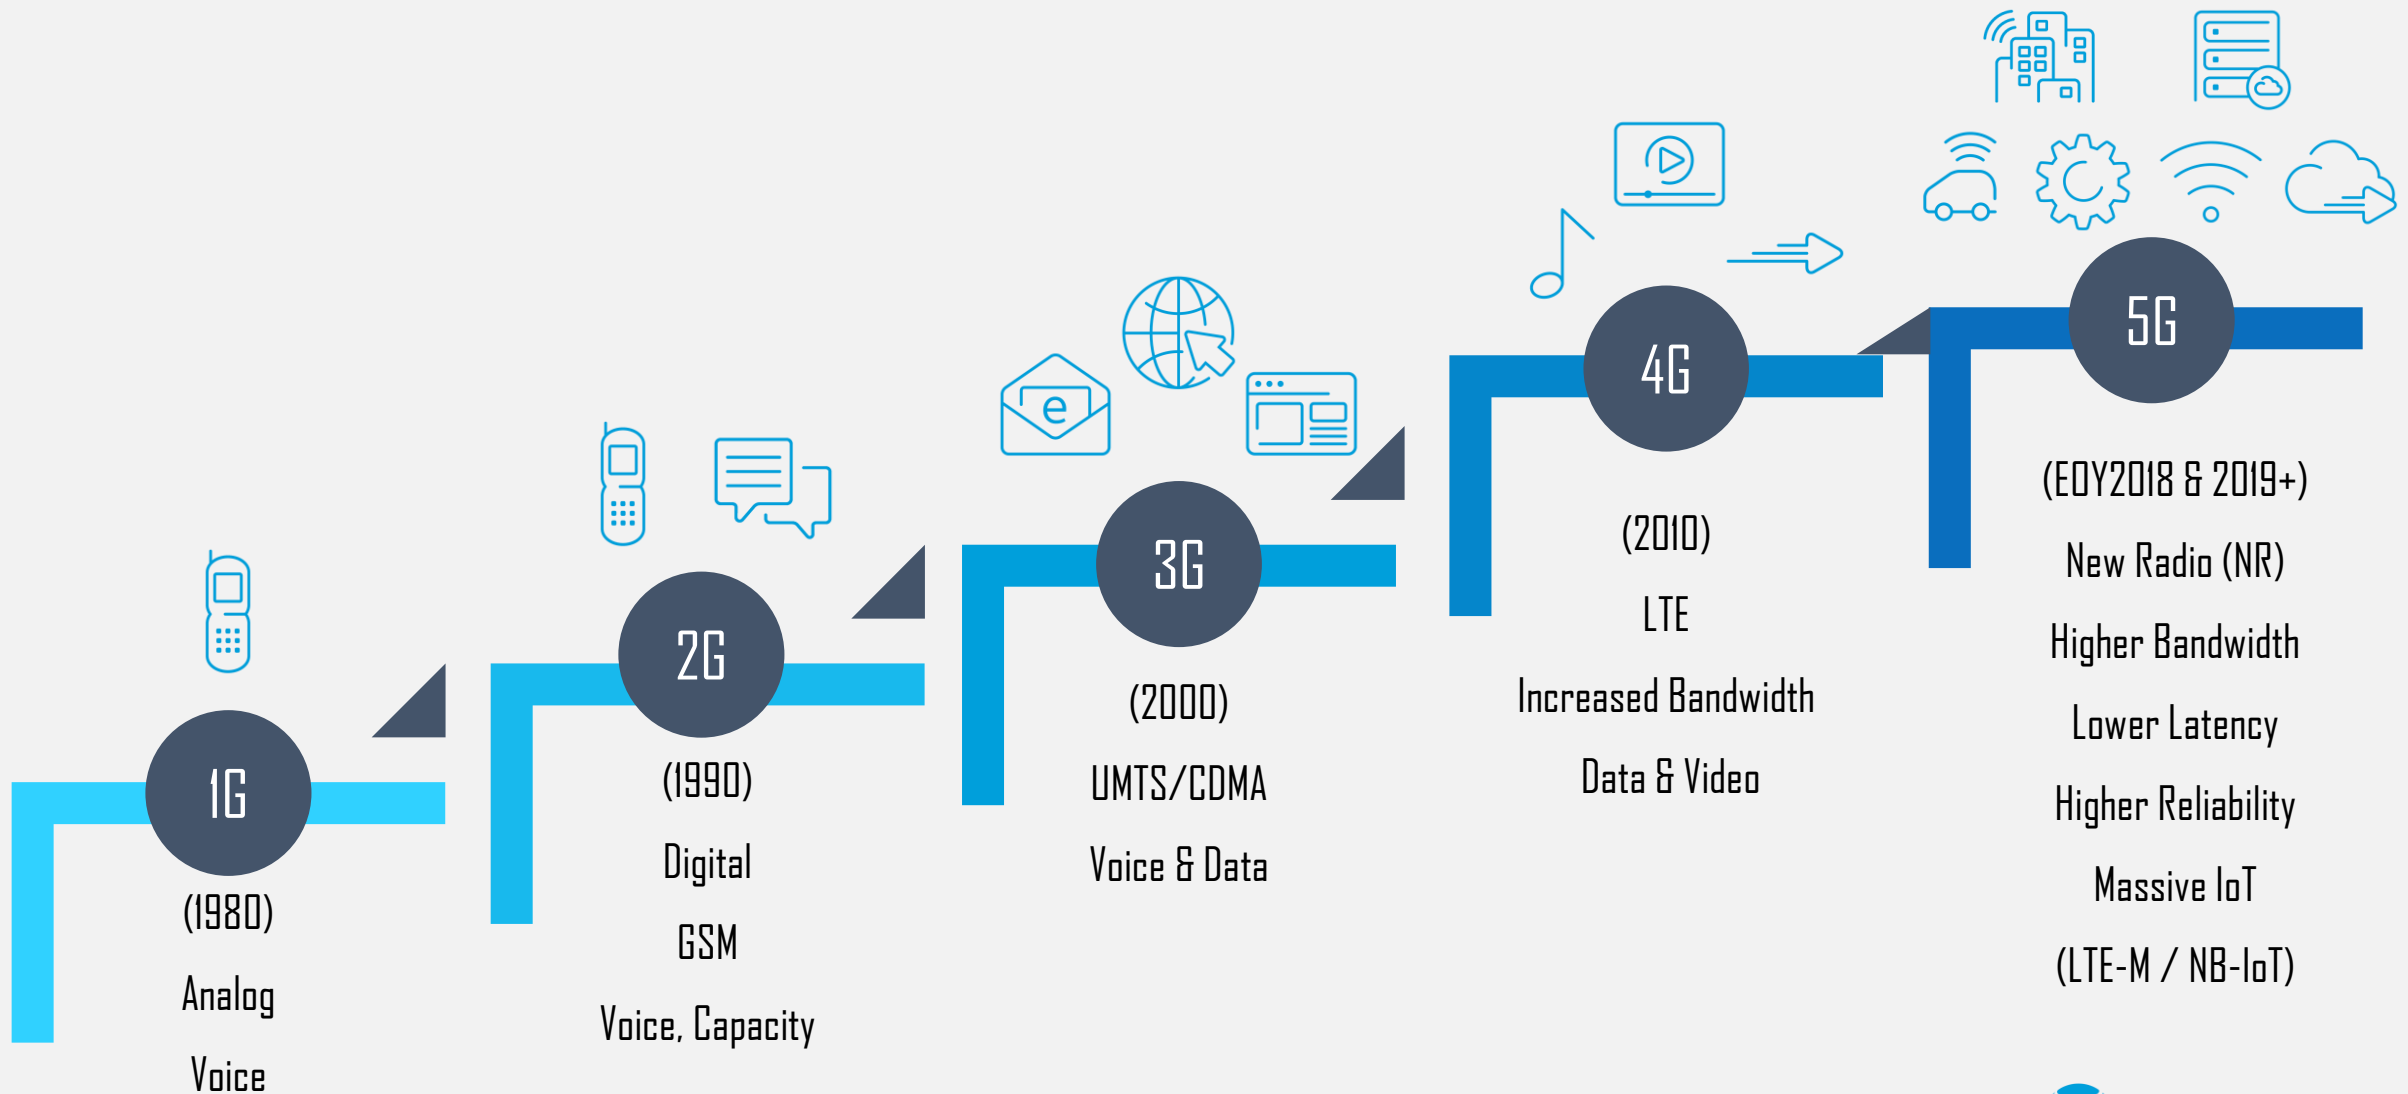 1G
(1980)
Analog
Voice
2G
(1990)
Digital
GSM
Voice, Capacity
e
3G
(2000)
UMTS/CDMA
Voice & Data
4G
(2010)
LTE
Increased Bandwidth
Data & Video
5G
(EOY2018 & 2019+)
New Radio (NR)
Higher Bandwidth
Lower Latency
Higher Reliability
Massive IoT
(LTE-M / NB-IoT)